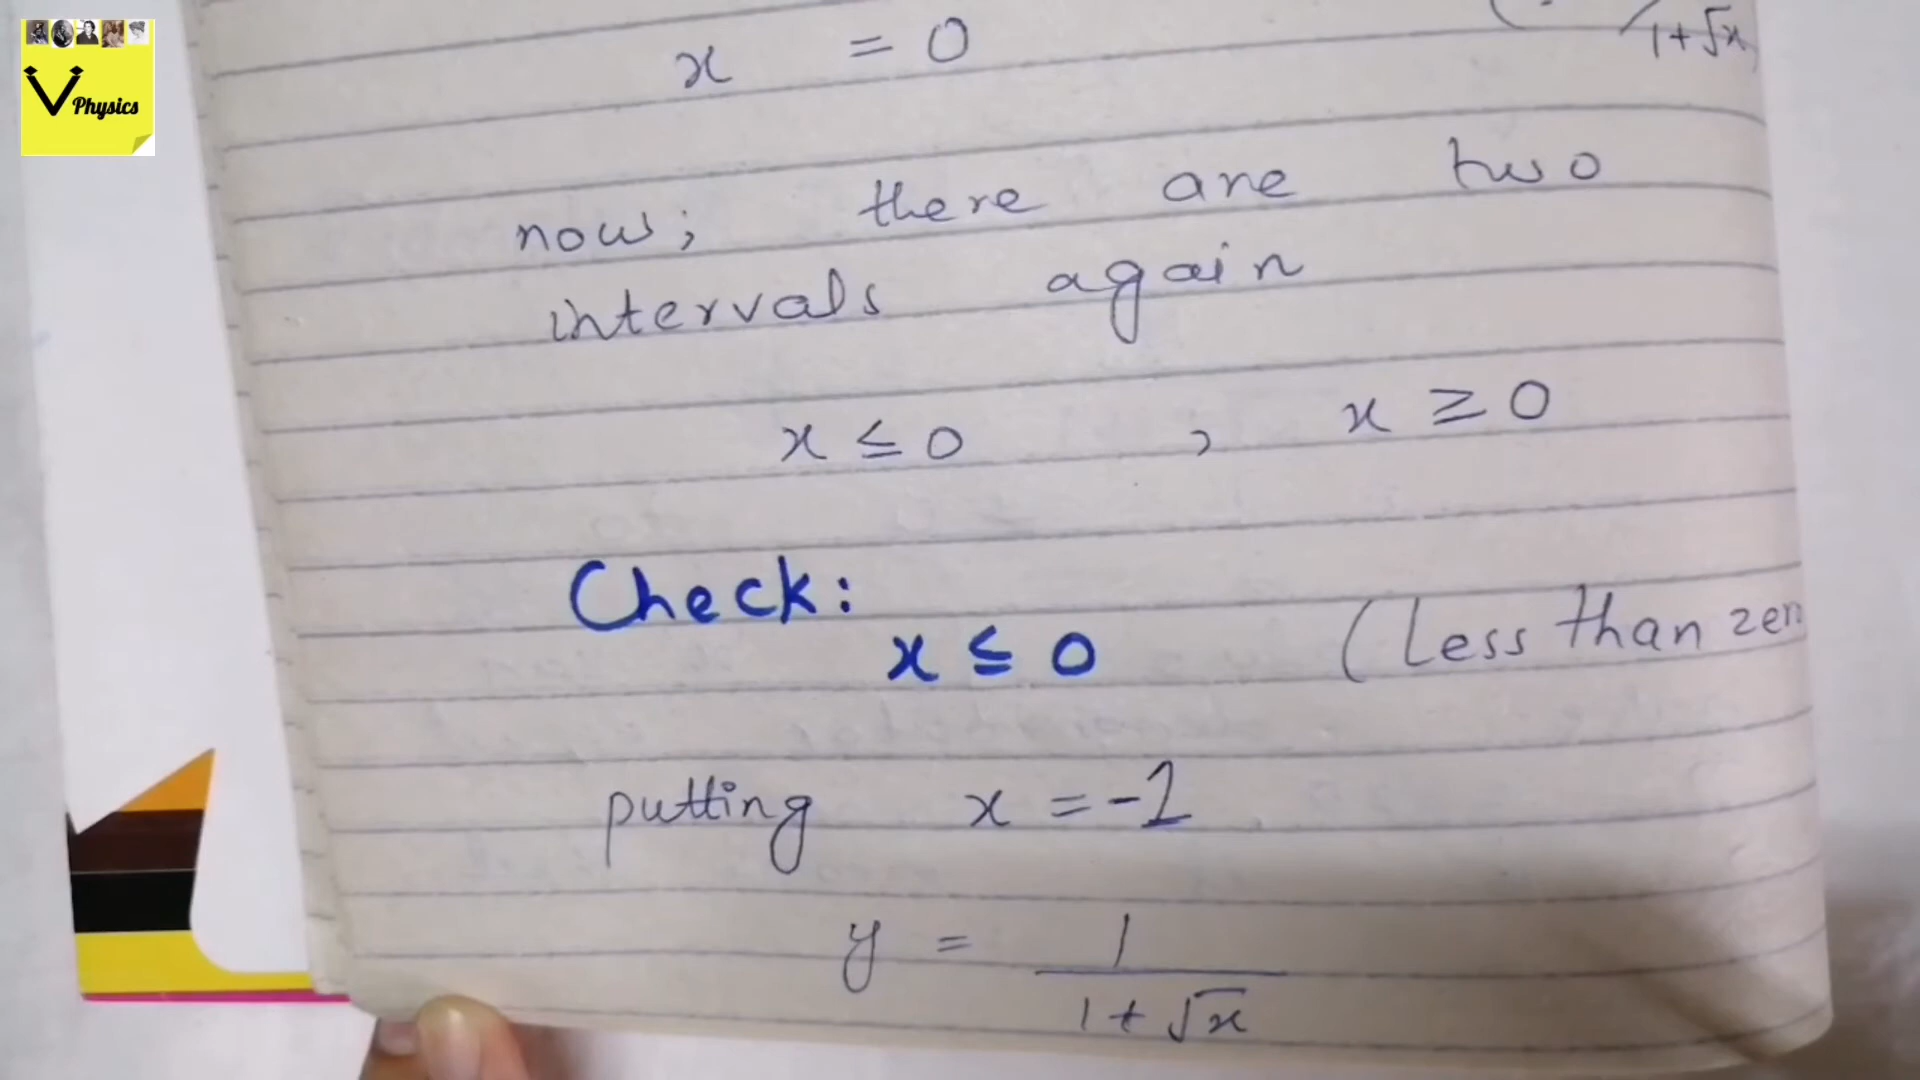 x = 0
1+√x
now; there are two
intervals again
x ≤ 0 , x ≥ 0
Check:
x ≤ 0 (Less than zero
putting x = -1
y = 1
1+√x
V Physics